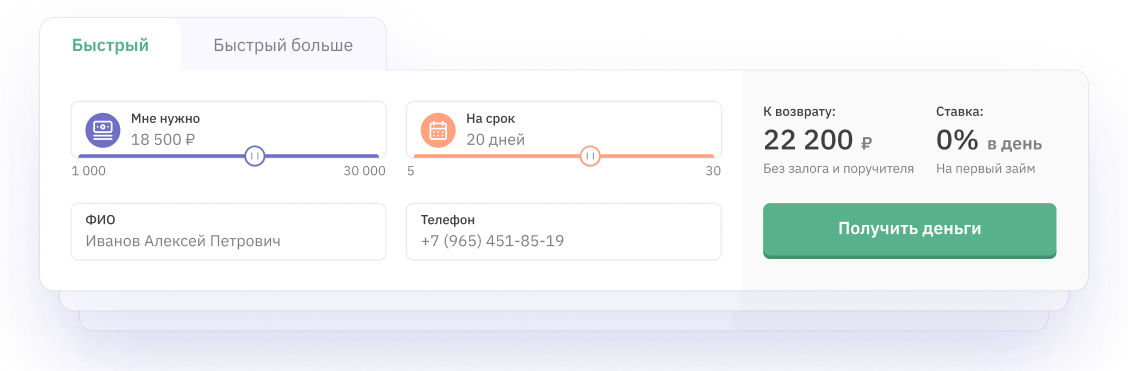 Быстрый
Быстрый больше
Мне нужно
18 500 ₽
1 000
30 000
На срок
20 дней
5
30
ФИО
Иванов Алексей Петрович
Телефон
+7 (965) 451-85-19
К возврату:
22 200 ₽
Без залога и поручителя
Ставка:
0% в день
На первый займ
Получить деньги